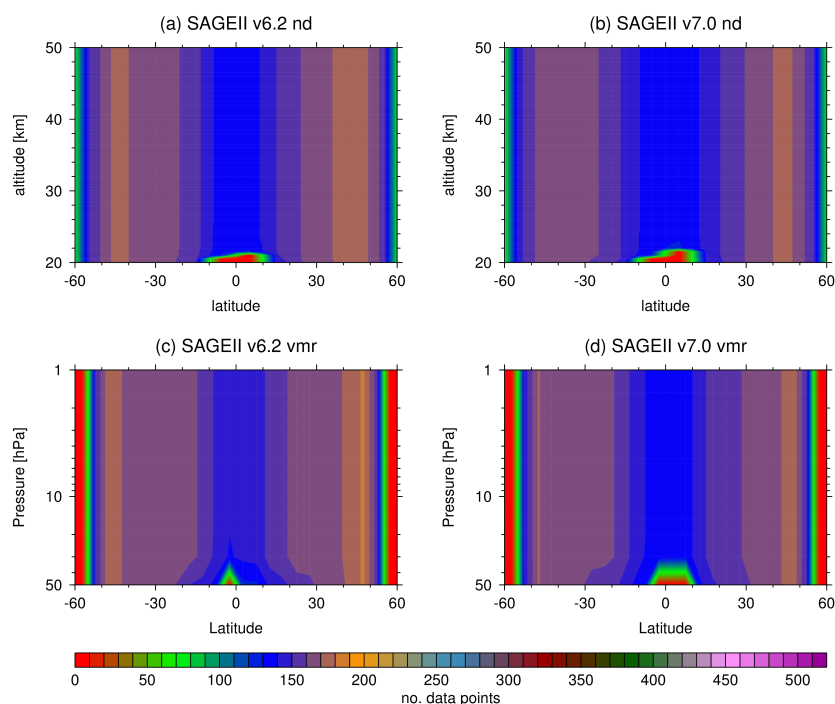 (a) SAGEII v6.2 nd
(b) SAGEII v7.0 nd
50
40
30
20
altitude [km]
-60 -30 0 30 60
latitude
50
40
30
20
altitude [km]
-60 -30 0 30 60
latitude
(c) SAGEII v6.2 vmr
(d) SAGEII v7.0 vmr
1
10
50
Pressure [hPa]
-60 -30 0 30 60
Latitude
1
10
50
Pressure [hPa]
-60 -30 0 30 60
Latitude
0 50 100 150 200 250 300 350 400 450 500
no. data points